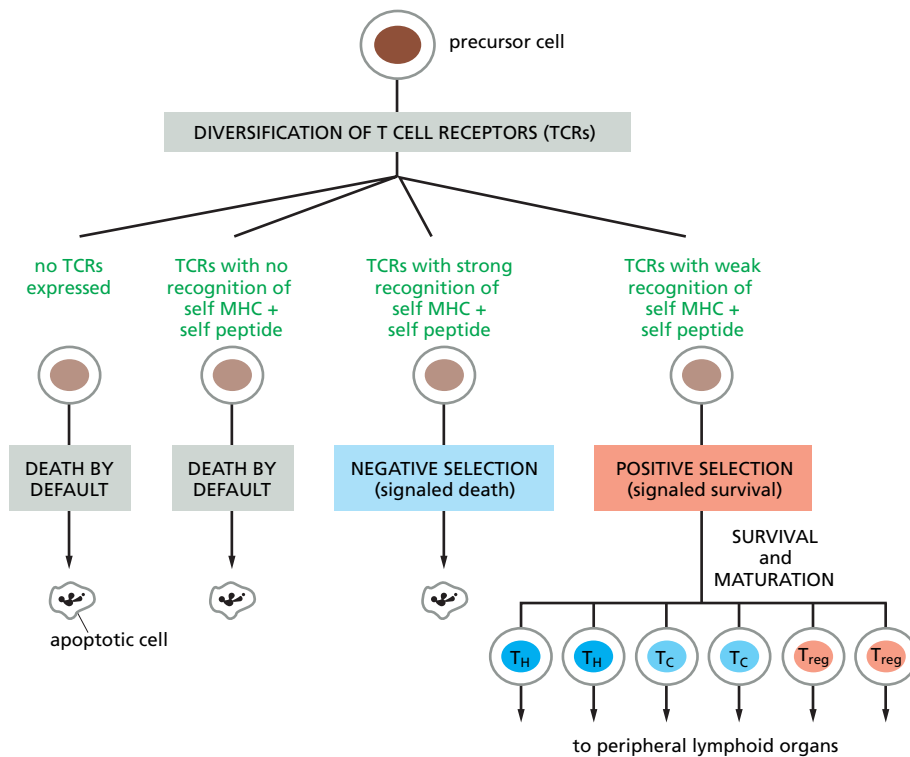 precursor cell
DIVERSIFICATION OF T CELL RECEPTORS (TCRs)
no TCRs
expressed
TCRs with no
recognition of
self MHC +
self peptide
TCRs with strong
recognition of
self MHC +
self peptide
TCRs with weak
recognition of
self MHC +
self peptide
DEATH BY
DEFAULT
DEATH BY
DEFAULT
NEGATIVE SELECTION
(signaled death)
POSITIVE SELECTION
(signaled survival)
SURVIVAL
and
MATURATION
apoptotic cell
TH
TH
TC
TC
Treg
Treg
to peripheral lymphoid organs